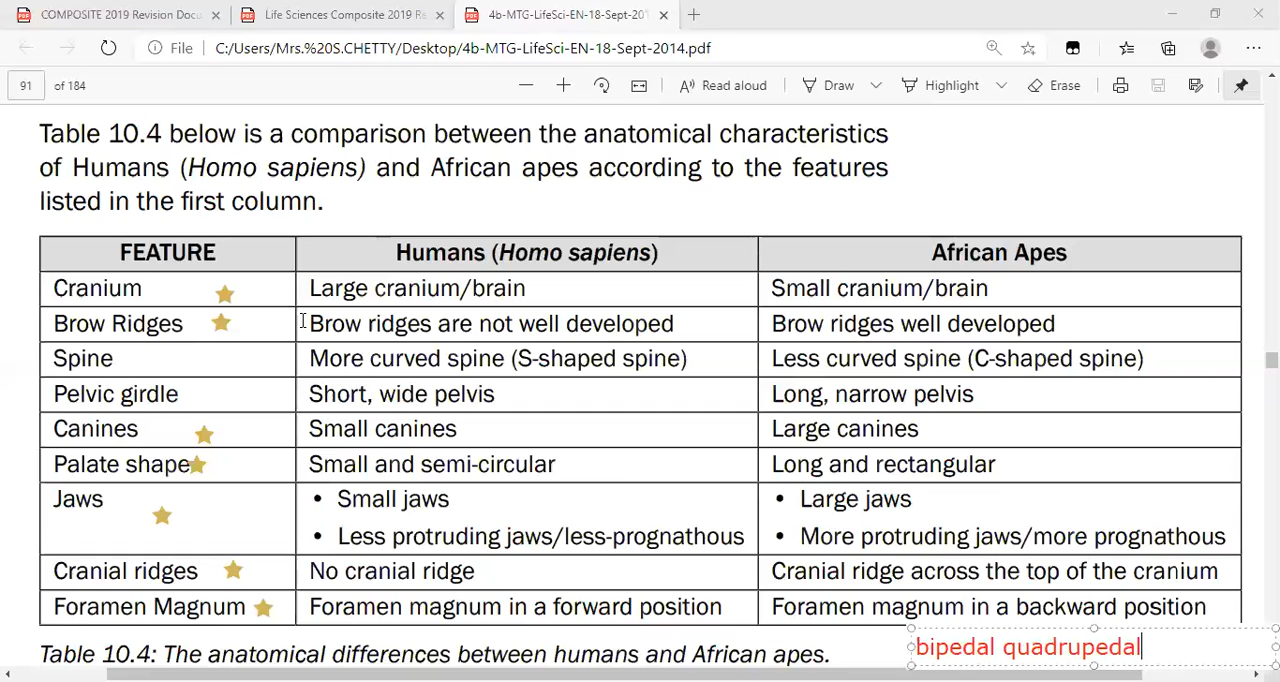 COMPOSITE 2019 Revision Docu
Life Sciences Composite 2019 Re
4b-MTG-LifeSci-EN-18-Sept-201
File C:/Users/Mrs.%20S.CHETTY/Desktop/4b-MTG-LifeSci-EN-18-Sept-2014.pdf
91 of 184 Read aloud Draw Highlight Erase
Table 10.4 below is a comparison between the anatomical characteristics
of Humans (Homo sapiens) and African apes according to the features
listed in the first column.
FEATURE Humans (Homo sapiens) African Apes
Cranium Large cranium/brain Small cranium/brain
Brow Ridges Brow ridges are not well developed Brow ridges well developed
Spine More curved spine (S-shaped spine) Less curved spine (C-shaped spine)
Pelvic girdle Short, wide pelvis Long, narrow pelvis
Canines Small canines Large canines
Palate shape Small and semi-circular Long and rectangular
Jaws • Small jaws • Large jaws
• Less protruding jaws/less-prognathous • More protruding jaws/more prognathous
Cranial ridges No cranial ridge Cranial ridge across the top of the cranium
Foramen Magnum Foramen magnum in a forward position Foramen magnum in a backward position
Table 10.4: The anatomical differences between humans and African apes.
bipedal quadrupedal